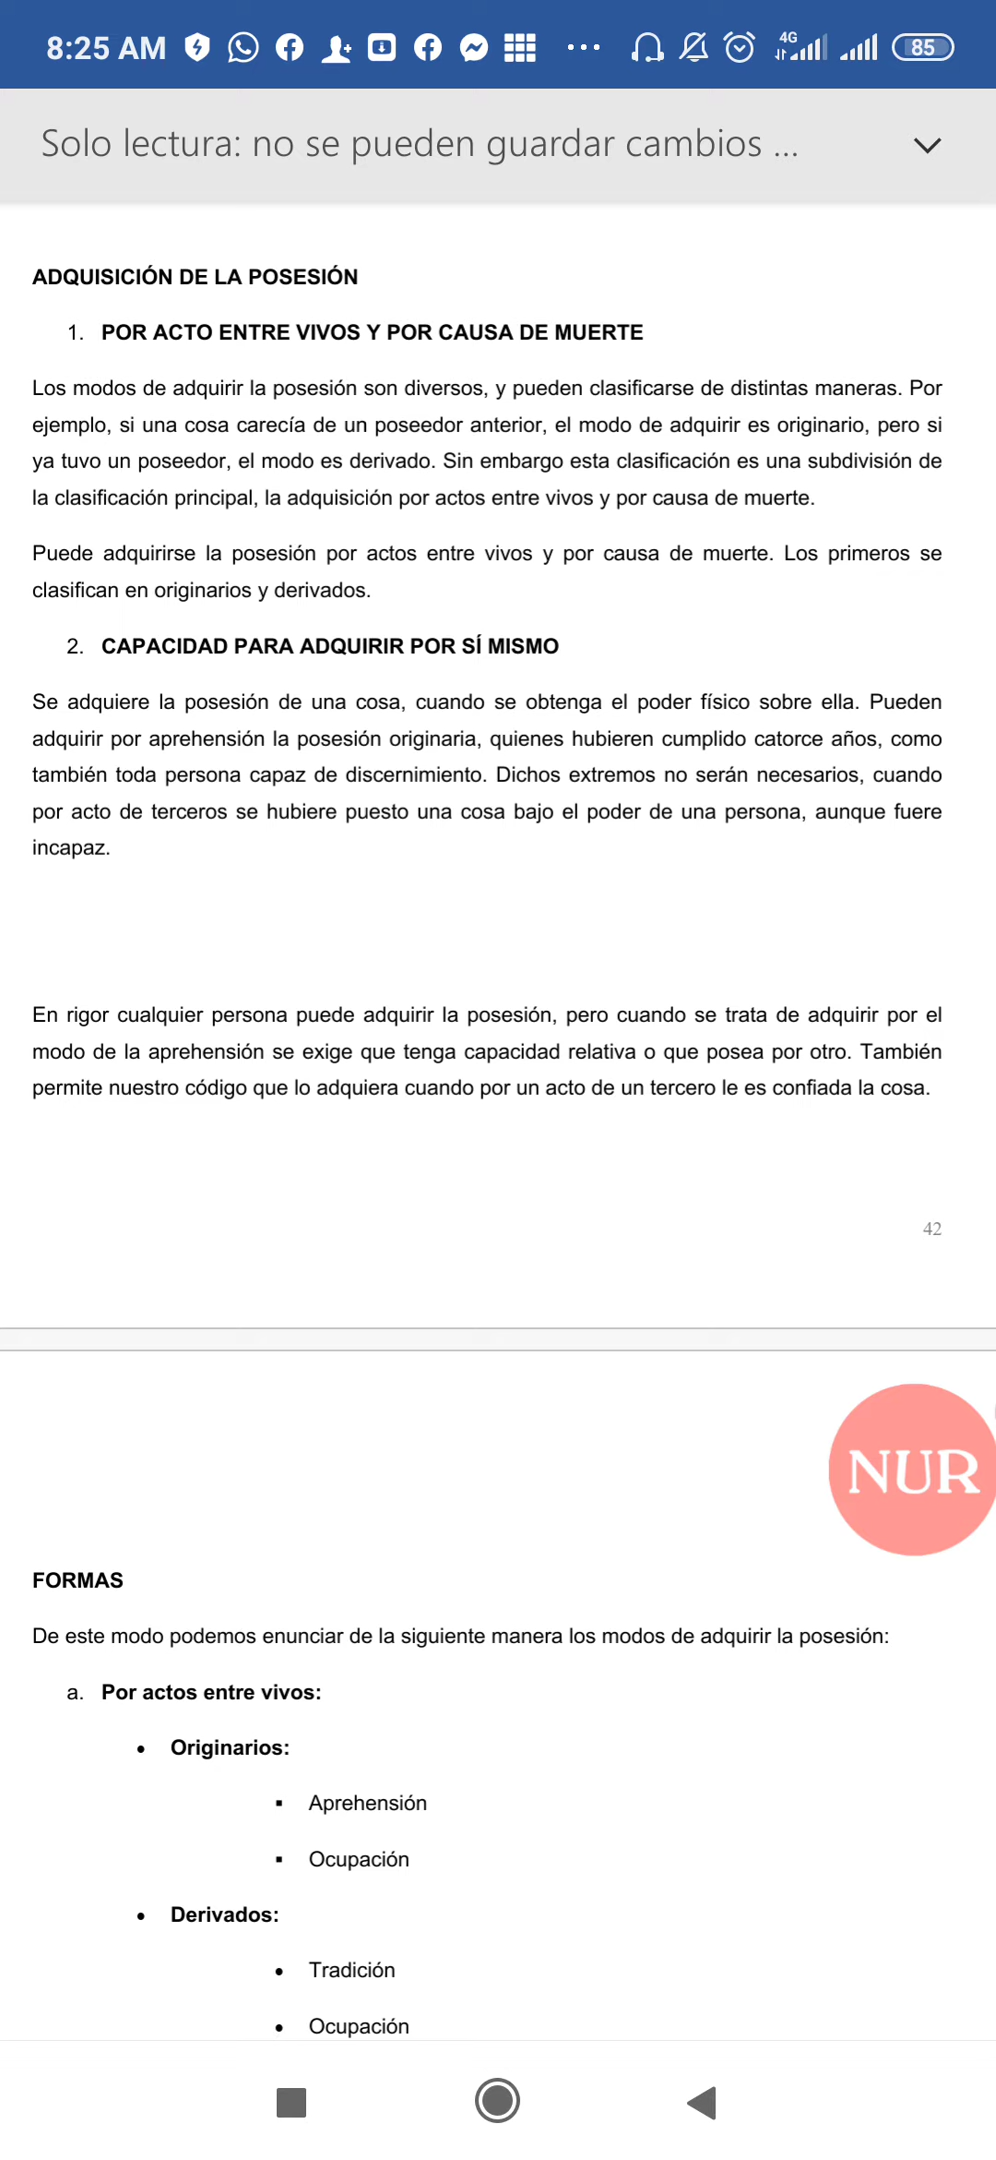 8:25 AM
4G
85
Solo lectura: no se pueden guardar cambios ...
ADQUISICIÓN DE LA POSESIÓN
1. POR ACTO ENTRE VIVOS Y POR CAUSA DE MUERTE
Los modos de adquirir la posesión son diversos, y pueden clasificarse de distintas maneras. Por
ejemplo, si una cosa carecía de un poseedor anterior, el modo de adquirir es originario, pero si
ya tuvo un poseedor, el modo es derivado. Sin embargo esta clasificación es una subdivisión de
la clasificación principal, la adquisición por actos entre vivos y por causa de muerte.
Puede adquirirse la posesión por actos entre vivos y por causa de muerte. Los primeros se
clasifican en originarios y derivados.
2. CAPACIDAD PARA ADQUIRIR POR SÍ MISMO
Se adquiere la posesión de una cosa, cuando se obtenga el poder físico sobre ella. Pueden
adquirir por aprehensión la posesión originaria, quienes hubieren cumplido catorce años, como
también toda persona capaz de discernimiento. Dichos extremos no serán necesarios, cuando
por acto de terceros se hubiere puesto una cosa bajo el poder de una persona, aunque fuere
incapaz.
En rigor cualquier persona puede adquirir la posesión, pero cuando se trata de adquirir por el
modo de la aprehensión se exige que tenga capacidad relativa o que posea por otro. También
permite nuestro código que lo adquiera cuando por un acto de un tercero le es confiada la cosa.
42
NUR
FORMAS
De este modo podemos enunciar de la siguiente manera los modos de adquirir la posesión:
a. Por actos entre vivos:
• Originarios:
▪ Aprehensión
▪ Ocupación
• Derivados:
• Tradición
• Ocupación